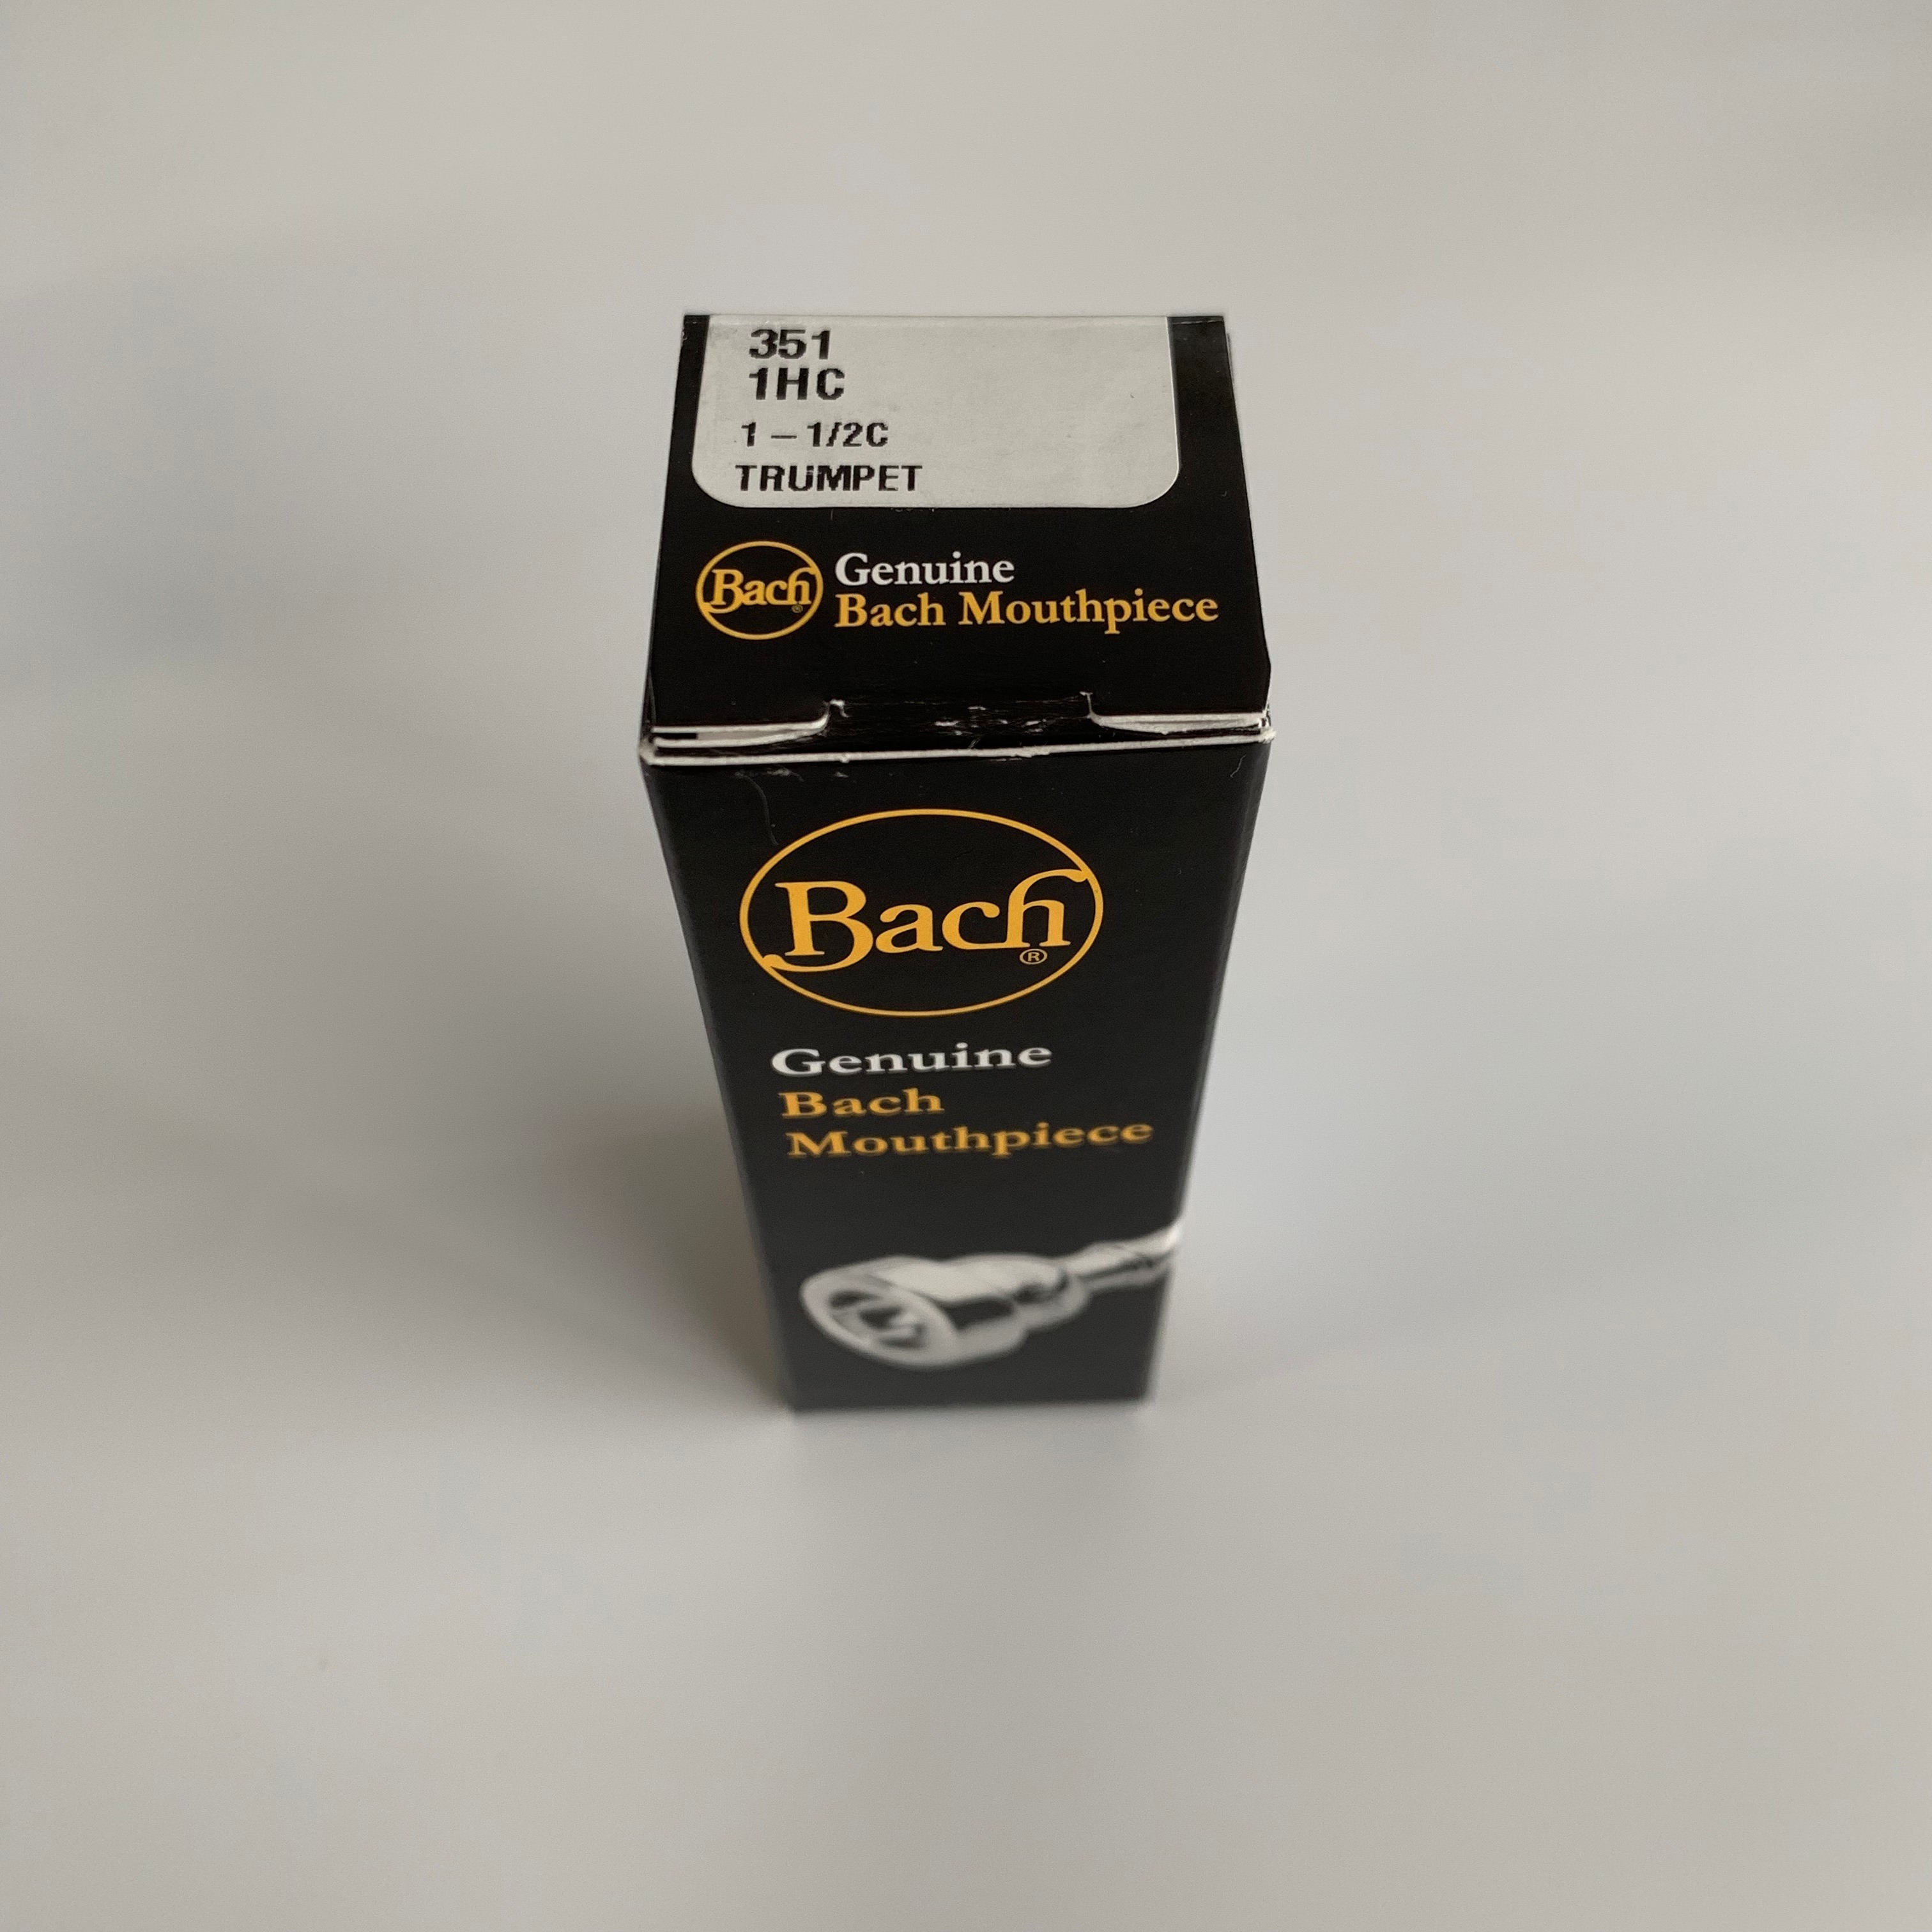 351
1HC
1 – 1/2C
TRUMPET
Bach®
Genuine
Bach Mouthpiece
Bach®
Genuine
Bach
Mouthpiece